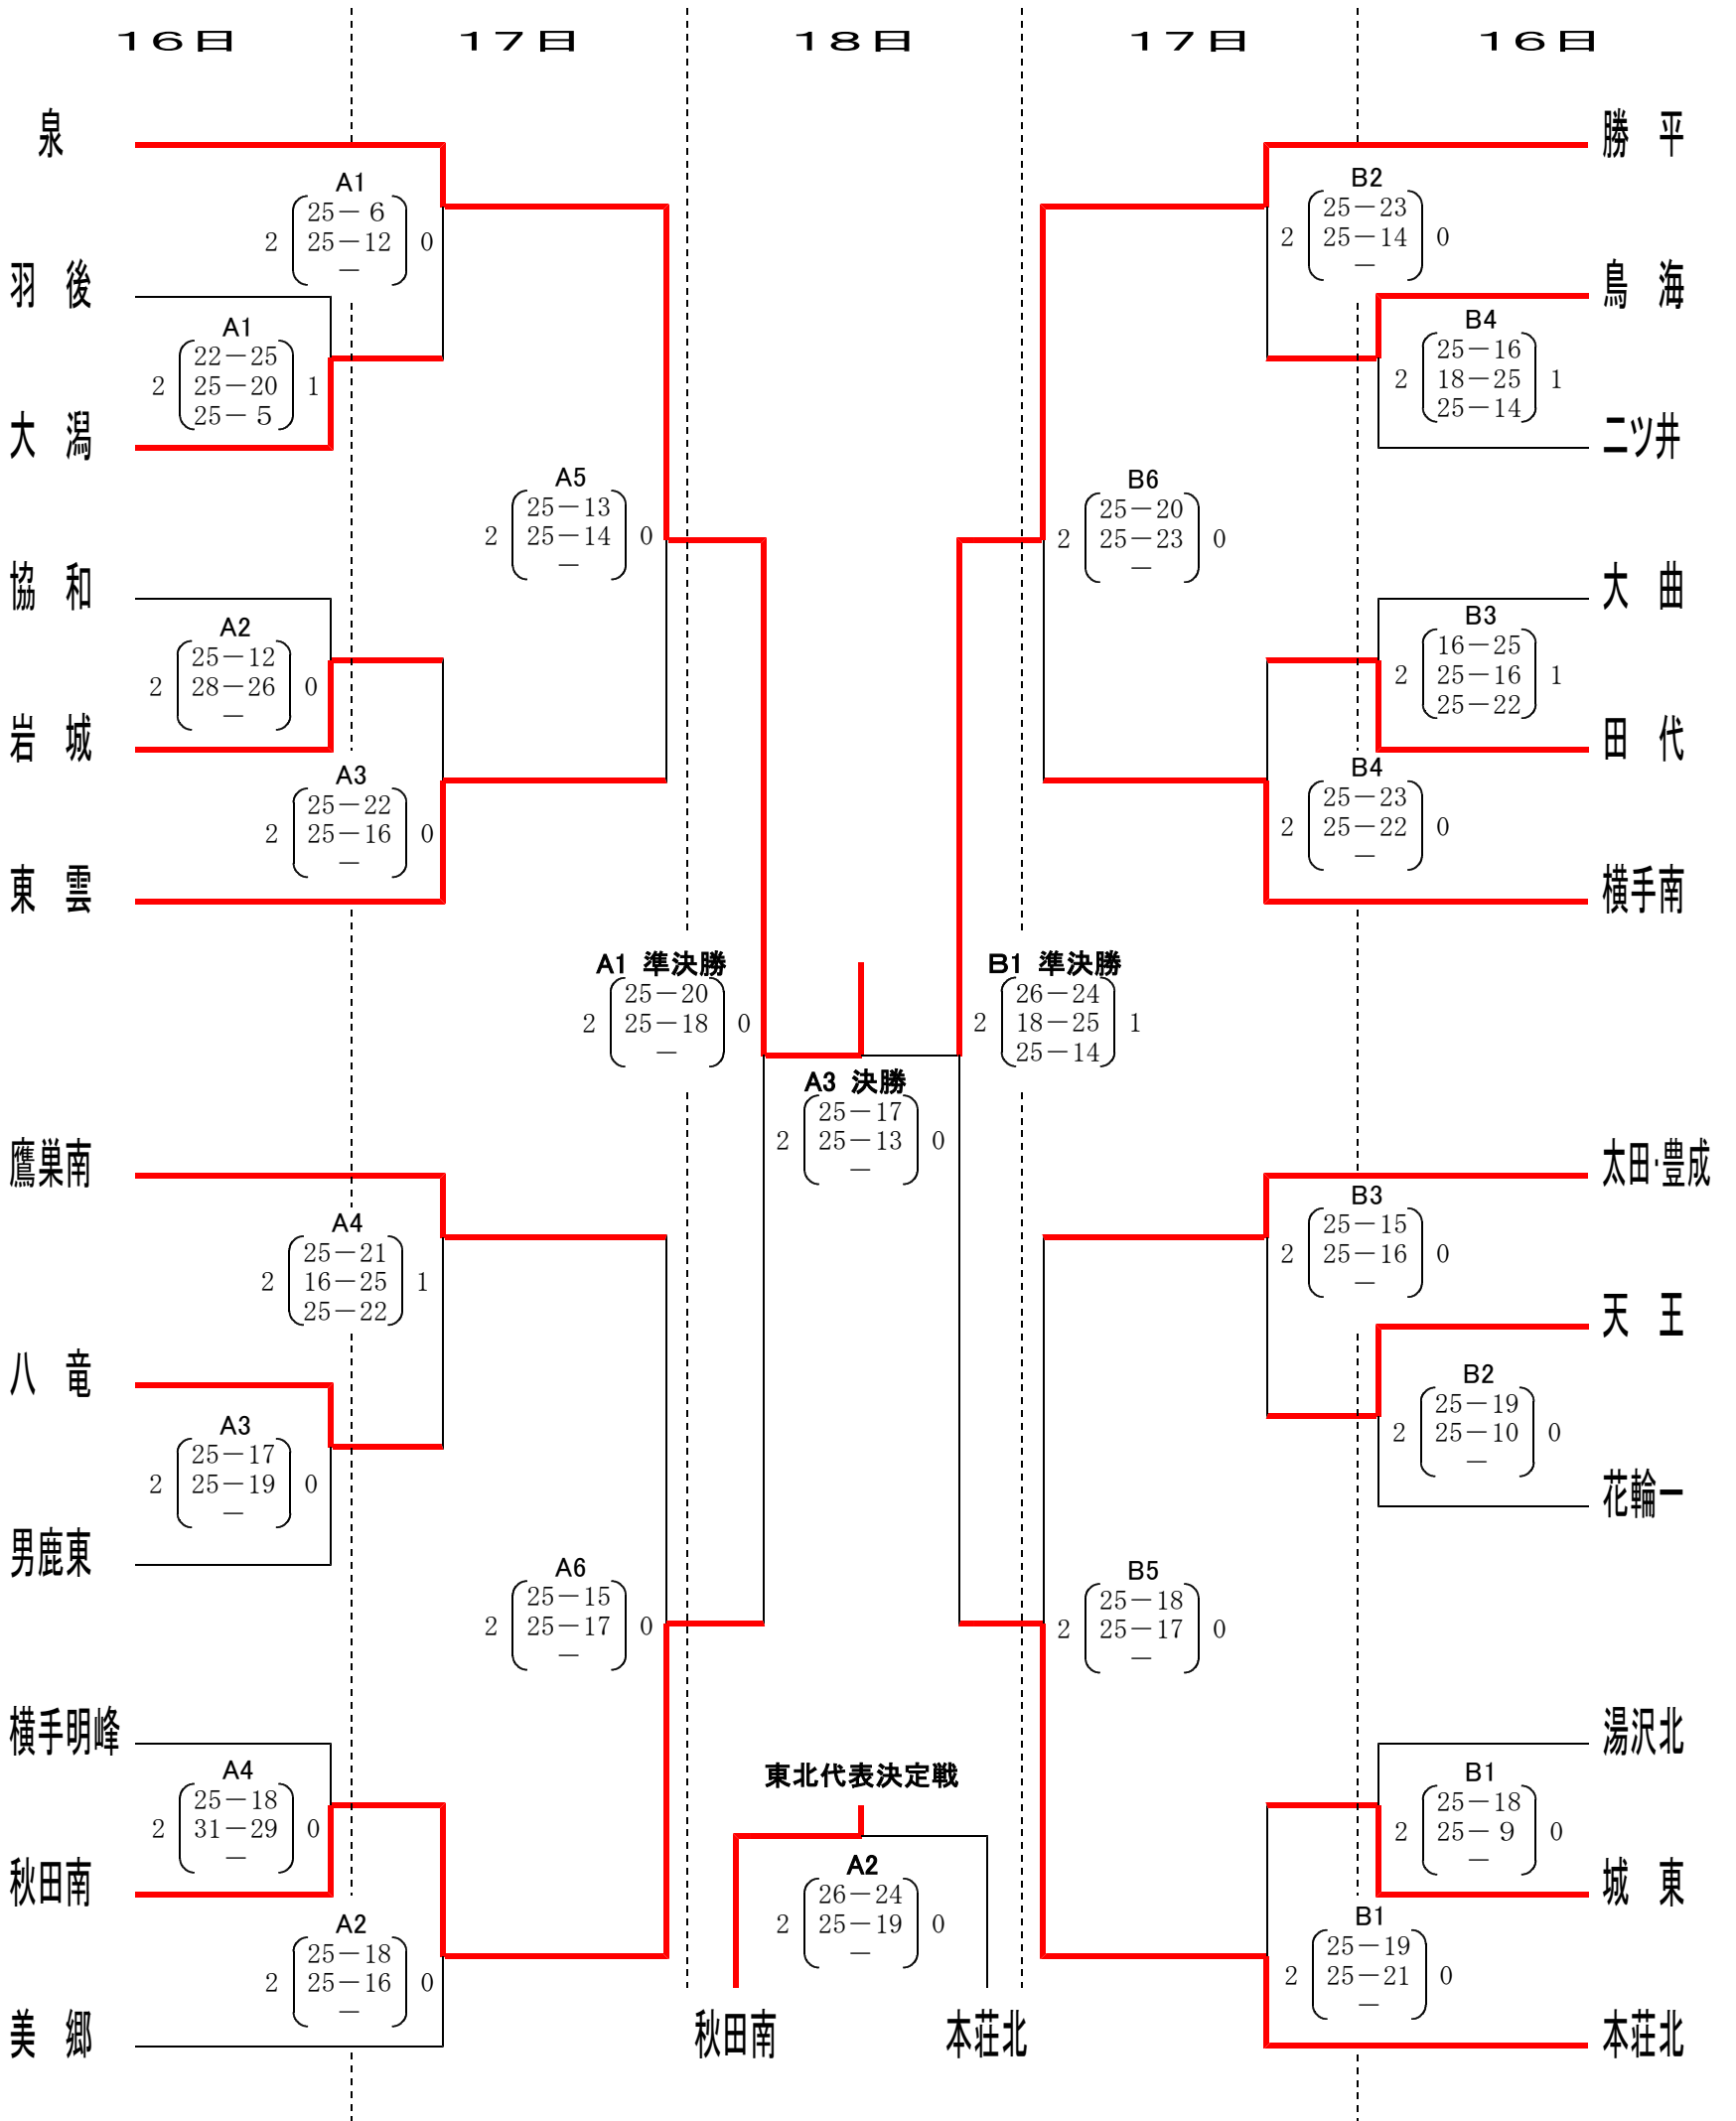 16日 17日 18日 17日 16日
泉
勝 平
A1
25－6
2 25－12 0
－
B2
25－23
2 25－14 0
－
羽 後
鳥 海
A1
22－25
2 25－20 1
25－5
B4
25－16
2 18－25 1
25－14
大 潟
二ツ井
A5
25－13
2 25－14 0
－
B6
25－20
2 25－23 0
－
協 和
大 曲
A2
25－12
2 28－26 0
－
B3
16－25
2 25－16 1
25－22
岩 城
田 代
A3
25－22
2 25－16 0
－
B4
25－23
2 25－22 0
－
東 雲
横手南
A1 準決勝
25－20
2 25－18 0
－
B1 準決勝
26－24
2 18－25 1
25－14
A3 決勝
25－17
2 25－13 0
－
鷹巣南
太田・豊成
A4
25－21
2 16－25 1
25－22
B3
25－15
2 25－16 0
－
八 竜
天 王
A3
25－17
2 25－19 0
－
B2
25－19
2 25－10 0
－
男鹿東
花輪一
A6
25－15
2 25－17 0
－
B5
25－18
2 25－17 0
－
横手明峰
湯沢北
A4
25－18
2 31－29 0
－
東北代表決定戦
B1
25－18
2 25－9 0
－
秋田南
城 東
A2
26－24
2 25－19 0
－
A2
25－18
2 25－16 0
－
B1
25－19
2 25－21 0
－
美 郷
秋田南
本荘北
本荘北